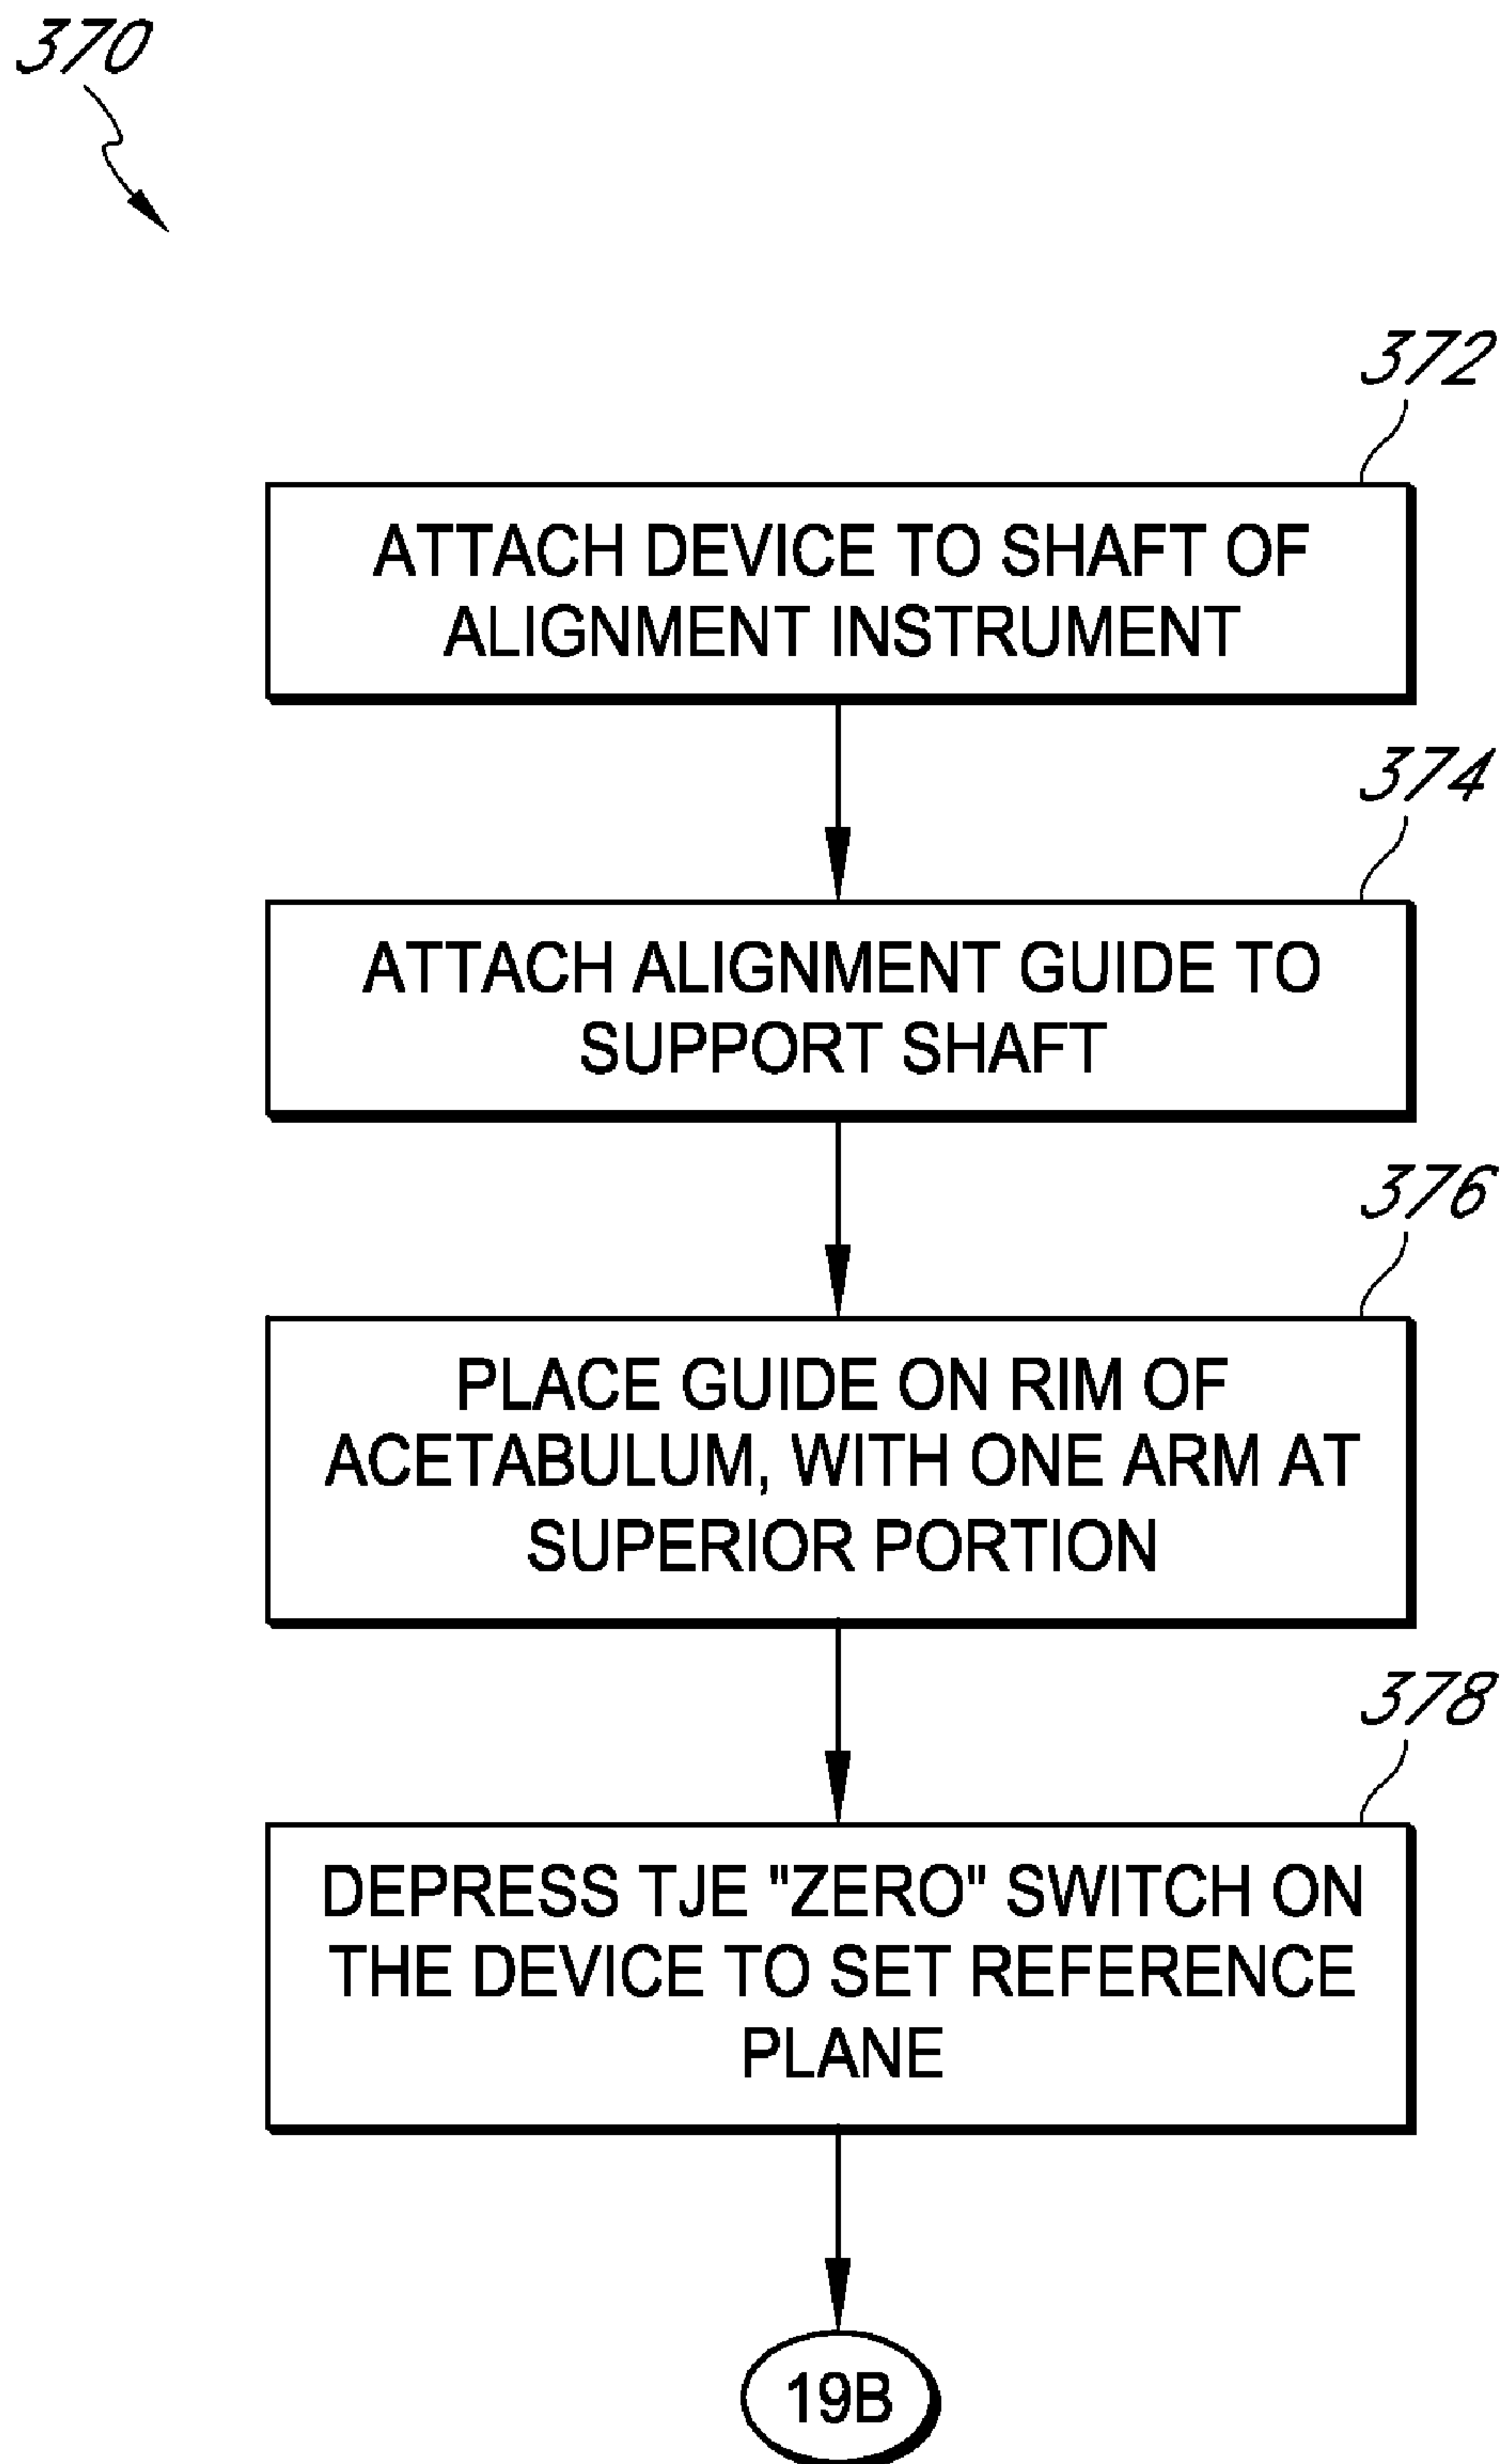 370
372
ATTACH DEVICE TO SHAFT OF
ALIGNMENT INSTRUMENT
374
ATTACH ALIGNMENT GUIDE TO
SUPPORT SHAFT
376
PLACE GUIDE ON RIM OF
ACETABULUM, WITH ONE ARM AT
SUPERIOR PORTION
378
DEPRESS TJE "ZERO" SWITCH ON
THE DEVICE TO SET REFERENCE
PLANE
19B